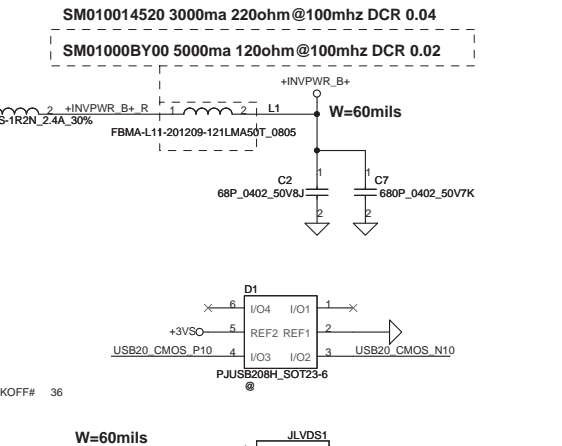 SM010014520 3000ma 220ohm@100mhz DCR 0.04
SM01000BY00 5000ma 120ohm@100mhz DCR 0.02
+INVPWR_B+
2 +INVPWR_B+_R 1 2 L1 W=60mils
S-1R2N_2.4A_30%
FBMA-L11-201209-121LMA50T_0805
1 1
C2 C7
68P_0402_50V8J 680P_0402_50V7K
2 2
D1
6 I/O4 I/O1 1
+3VS 5 REF2 REF1 2
USB20_CMOS_P10 4 I/O3 I/O2 3 USB20_CMOS_N10
PJUSB208H_SOT23-6
@
KOFF# 36
W=60mils JLVDS1